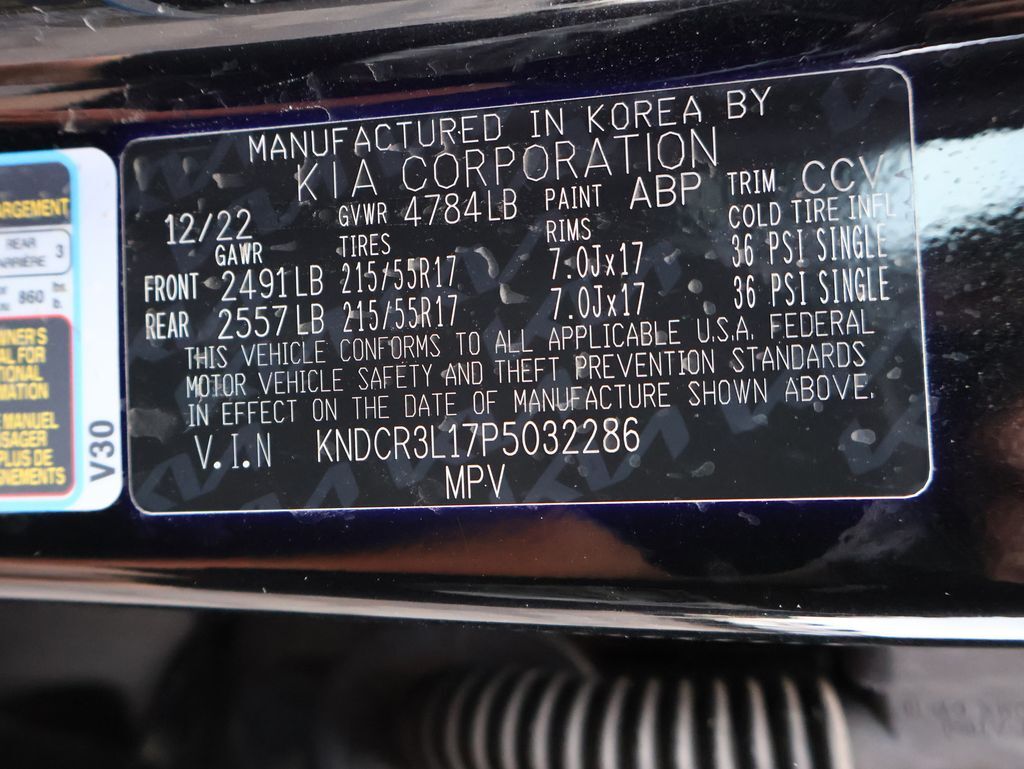 MANUFACTURED IN KOREA BY
KIA CORPORATION
12/22 GVWR 4784LB PAINT ABP TRIM CCV
GAWR TIRES RIMS COLD TIRE INFL
FRONT 2491LB 215/55R17 7.0Jx17 36 PSI SINGLE
REAR 2557LB 215/55R17 7.0Jx17 36 PSI SINGLE
THIS VEHICLE CONFORMS TO ALL APPLICABLE U.S.A. FEDERAL
MOTOR VEHICLE SAFETY AND THEFT PREVENTION STANDARDS
IN EFFECT ON THE DATE OF MANUFACTURE SHOWN ABOVE.
V.I.N KNDCR3L17P5032286
MPV
REAR 3
860
MANUEL
PLUS DE
V30